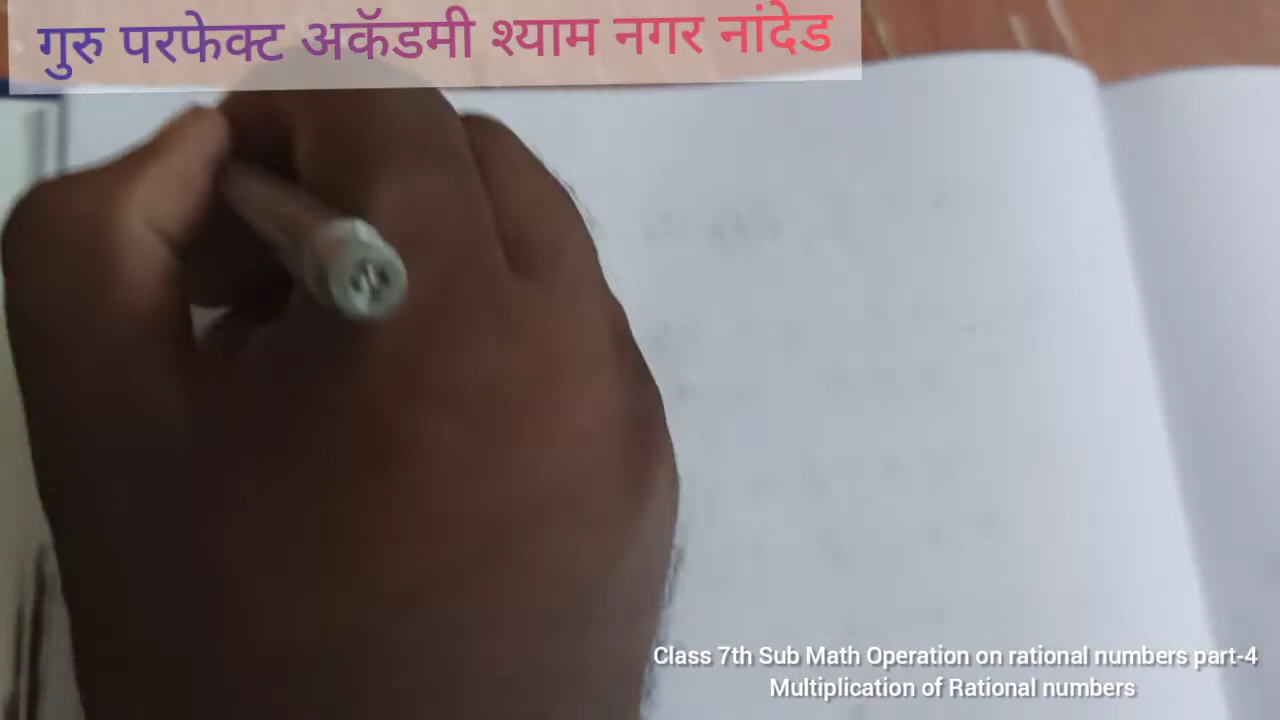 गुरु परफेक्ट अकॅडमी श्याम नगर नांदेड
Class 7th Sub Math Operation on rational numbers part-4
Multiplication of Rational numbers